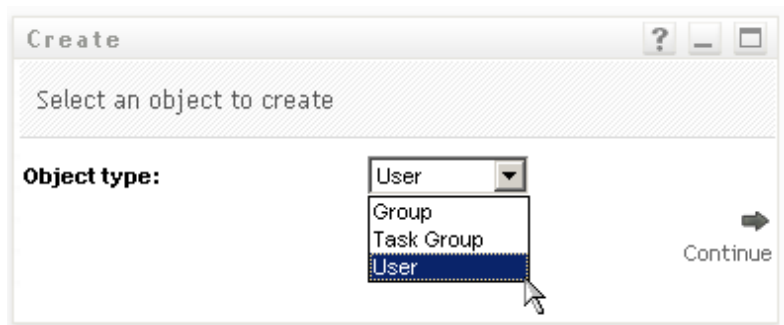 Create
?
Select an object to create
Object type:
User
Group
Task Group
User
Continue